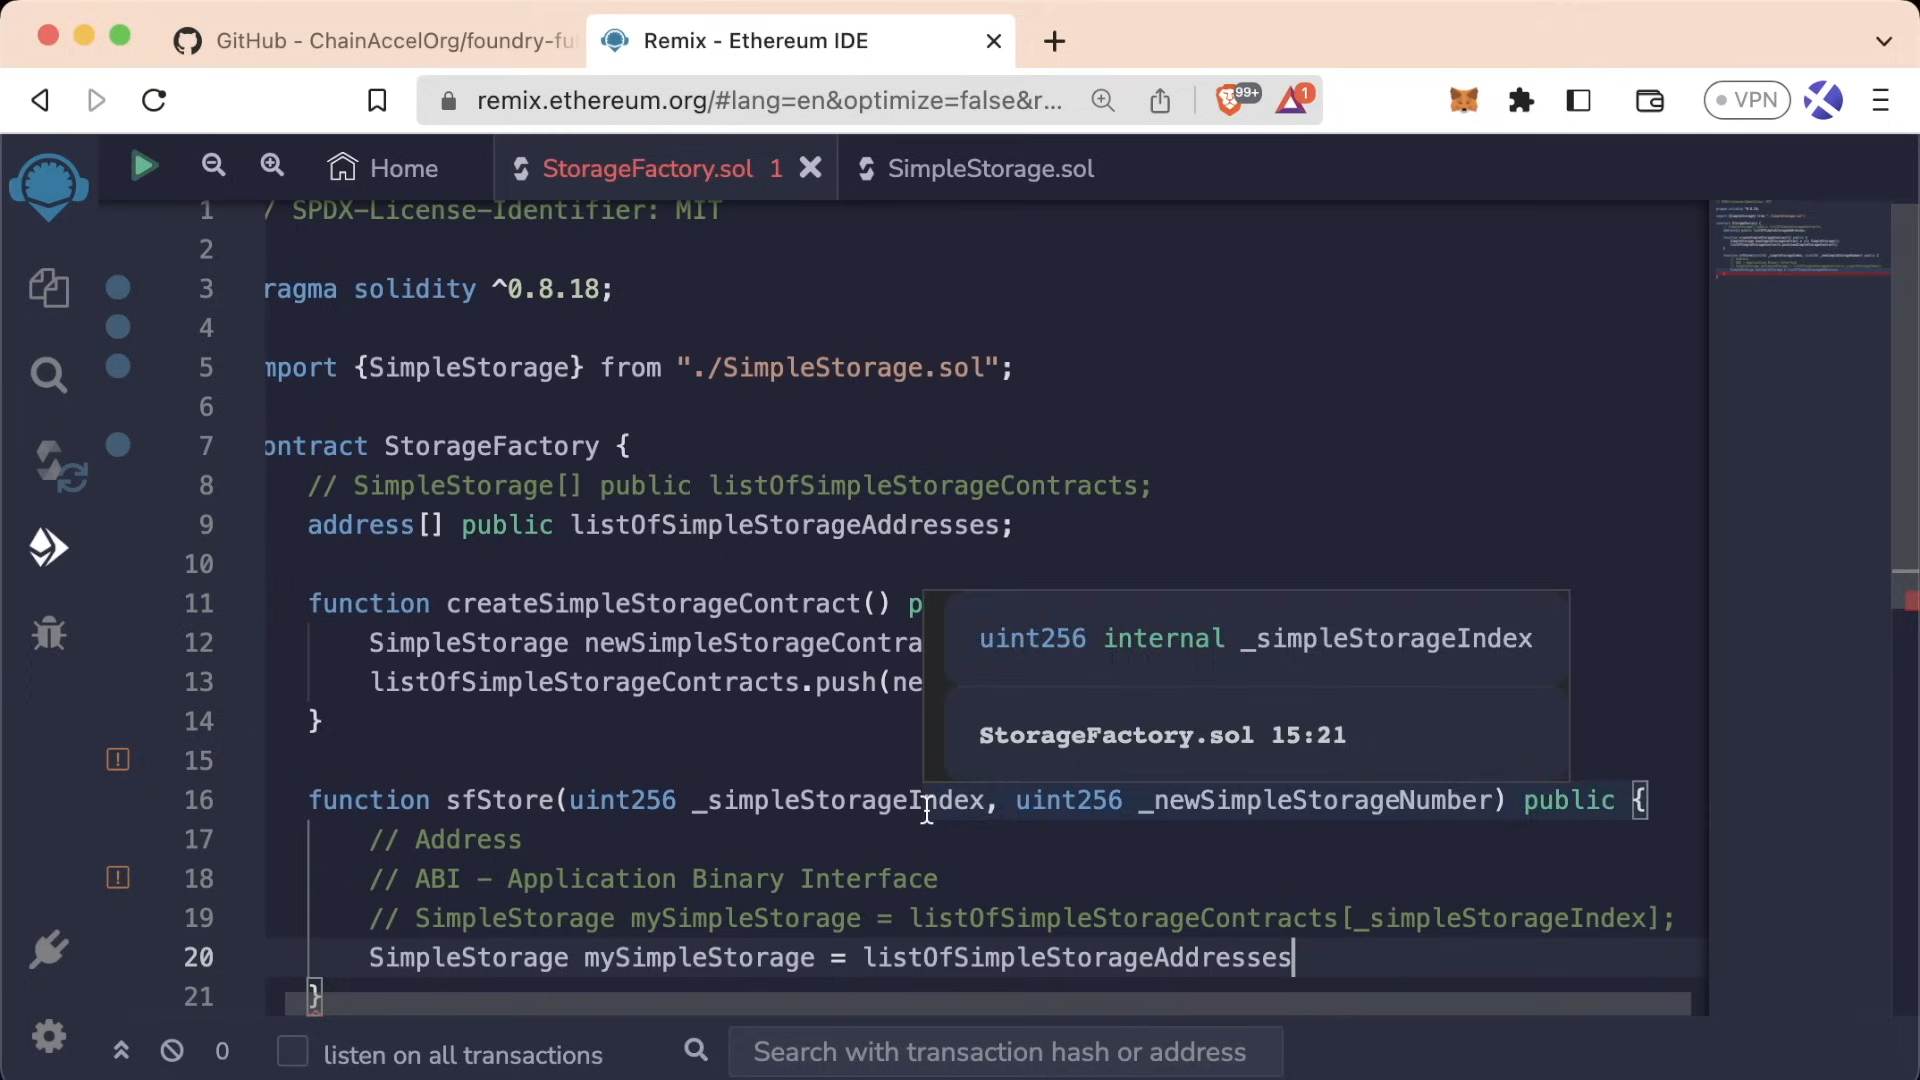 GitHub - ChainAccelOrg/foundry-fu
Remix - Ethereum IDE
remix.ethereum.org/#lang=en&optimize=false&r...
99+
1
VPN
Home
StorageFactory.sol 1
SimpleStorage.sol
1 / SPDX-License-Identifier: MIT
2
3 ragma solidity ^0.8.18;
4
5 mport {SimpleStorage} from "./SimpleStorage.sol";
6
7 ontract StorageFactory {
8 // SimpleStorage[] public listOfSimpleStorageContracts;
9 address[] public listOfSimpleStorageAddresses;
10
11 function createSimpleStorageContract() p
12 SimpleStorage newSimpleStorageContra
13 listOfSimpleStorageContracts.push(ne
14 }
uint256 internal _simpleStorageIndex
StorageFactory.sol 15:21
15
16 function sfStore(uint256 _simpleStorageIndex, uint256 _newSimpleStorageNumber) public {
17 // Address
18 // ABI - Application Binary Interface
19 // SimpleStorage mySimpleStorage = listOfSimpleStorageContracts[_simpleStorageIndex];
20 SimpleStorage mySimpleStorage = listOfSimpleStorageAddresses
21 }
0
listen on all transactions
Search with transaction hash or address